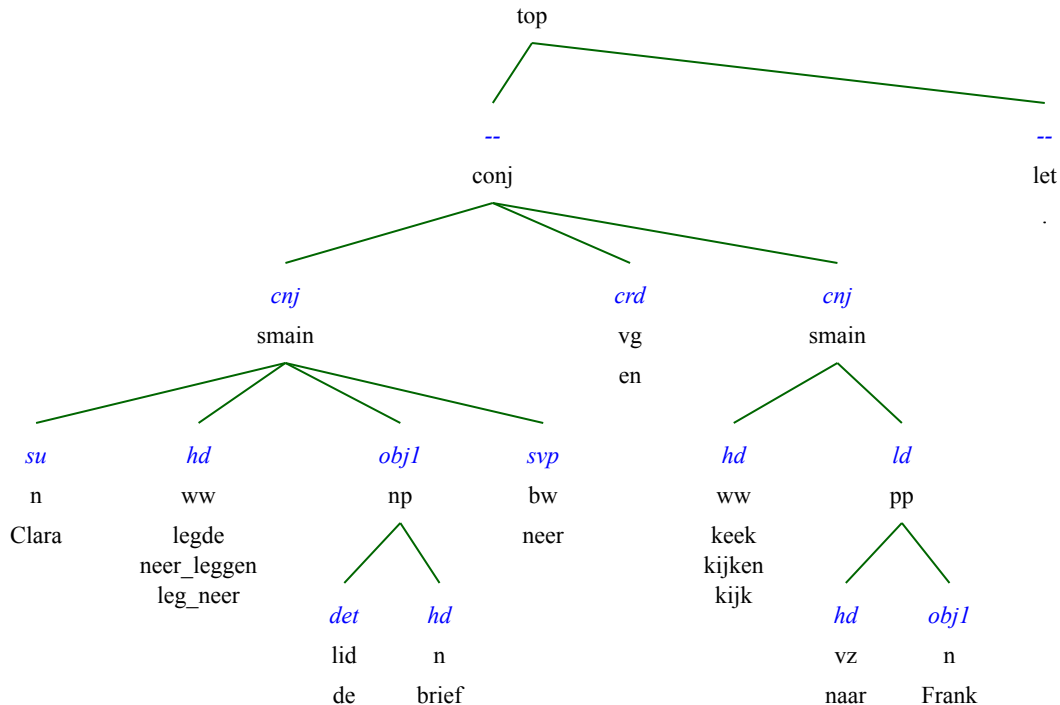 top
-- --
conj let
.
cnj crd cnj
smain vg smain
en
su hd obj1 svp hd ld
n ww np bw ww pp
Clara legde neer keek
neer_leggen kijken
leg_neer kijk
det hd hd obj1
lid n vz n
de brief naar Frank